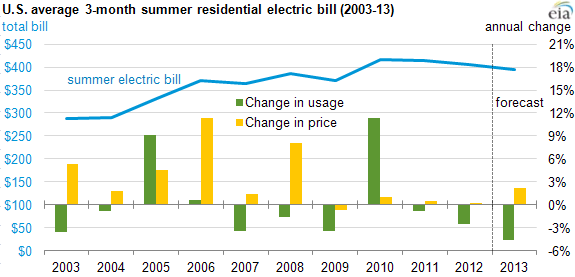 U.S. average 3-month summer residential electric bill (2003-13)
eia
total bill
annual change
$450
$400
$350
$300
$250
$200
$150
$100
$50
$0
21%
18%
15%
12%
9%
6%
3%
0%
-3%
-6%
summer electric bill
forecast
Change in usage
Change in price
2003 2004 2005 2006 2007 2008 2009 2010 2011 2012 2013